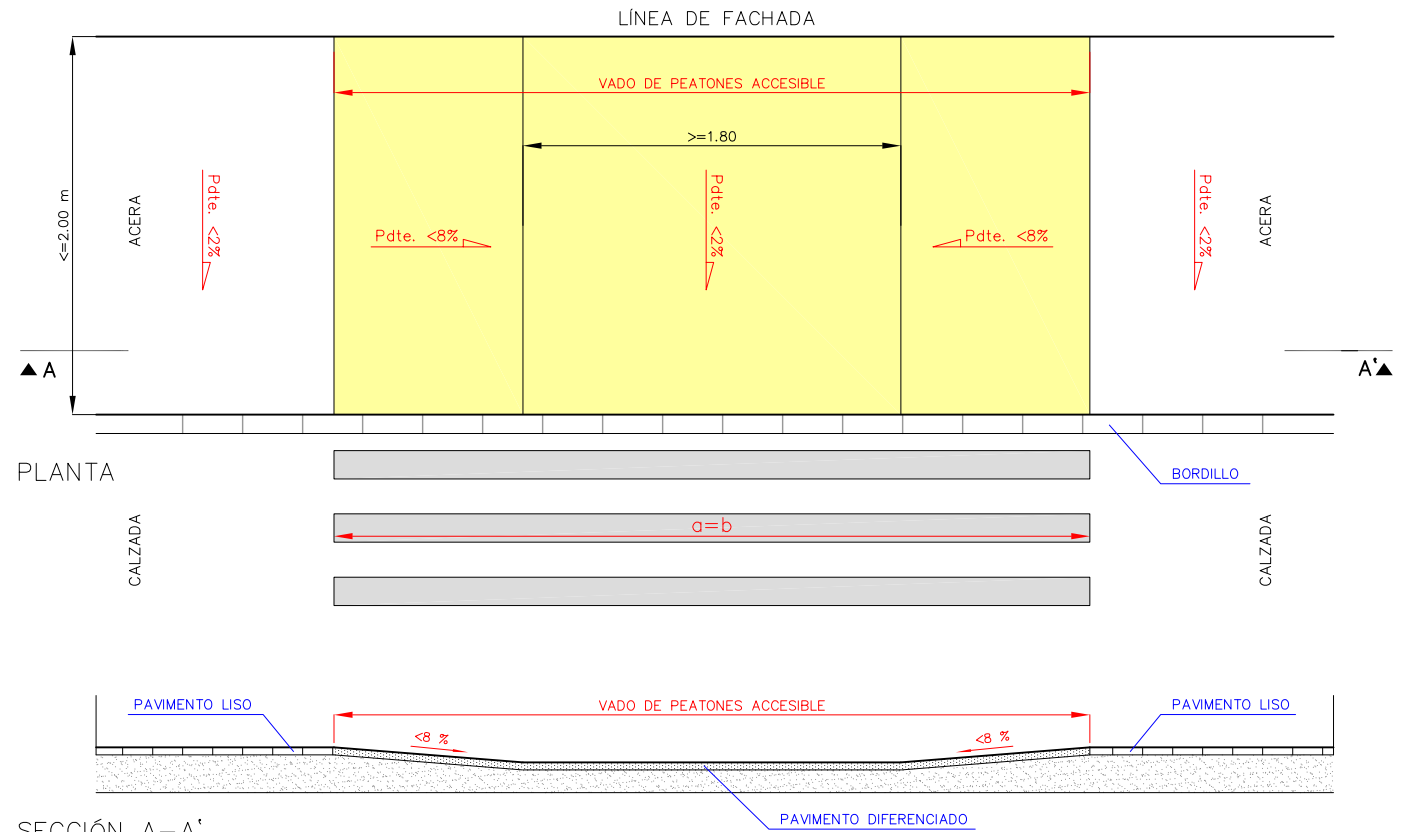 LÍNEA DE FACHADA
VADO DE PEATONES ACCESIBLE
>=1.80
<=2.00 m
ACERA
Pdte. <2%
Pdte. <8%
Pdte. <2%
Pdte. <8%
Pdte. <2%
ACERA
A
A'
PLANTA
BORDILLO
CALZADA
a=b
CALZADA
PAVIMENTO LISO
VADO DE PEATONES ACCESIBLE
PAVIMENTO LISO
<8 %
<8 %
PAVIMENTO DIFERENCIADO
SECCIÓN A-A'